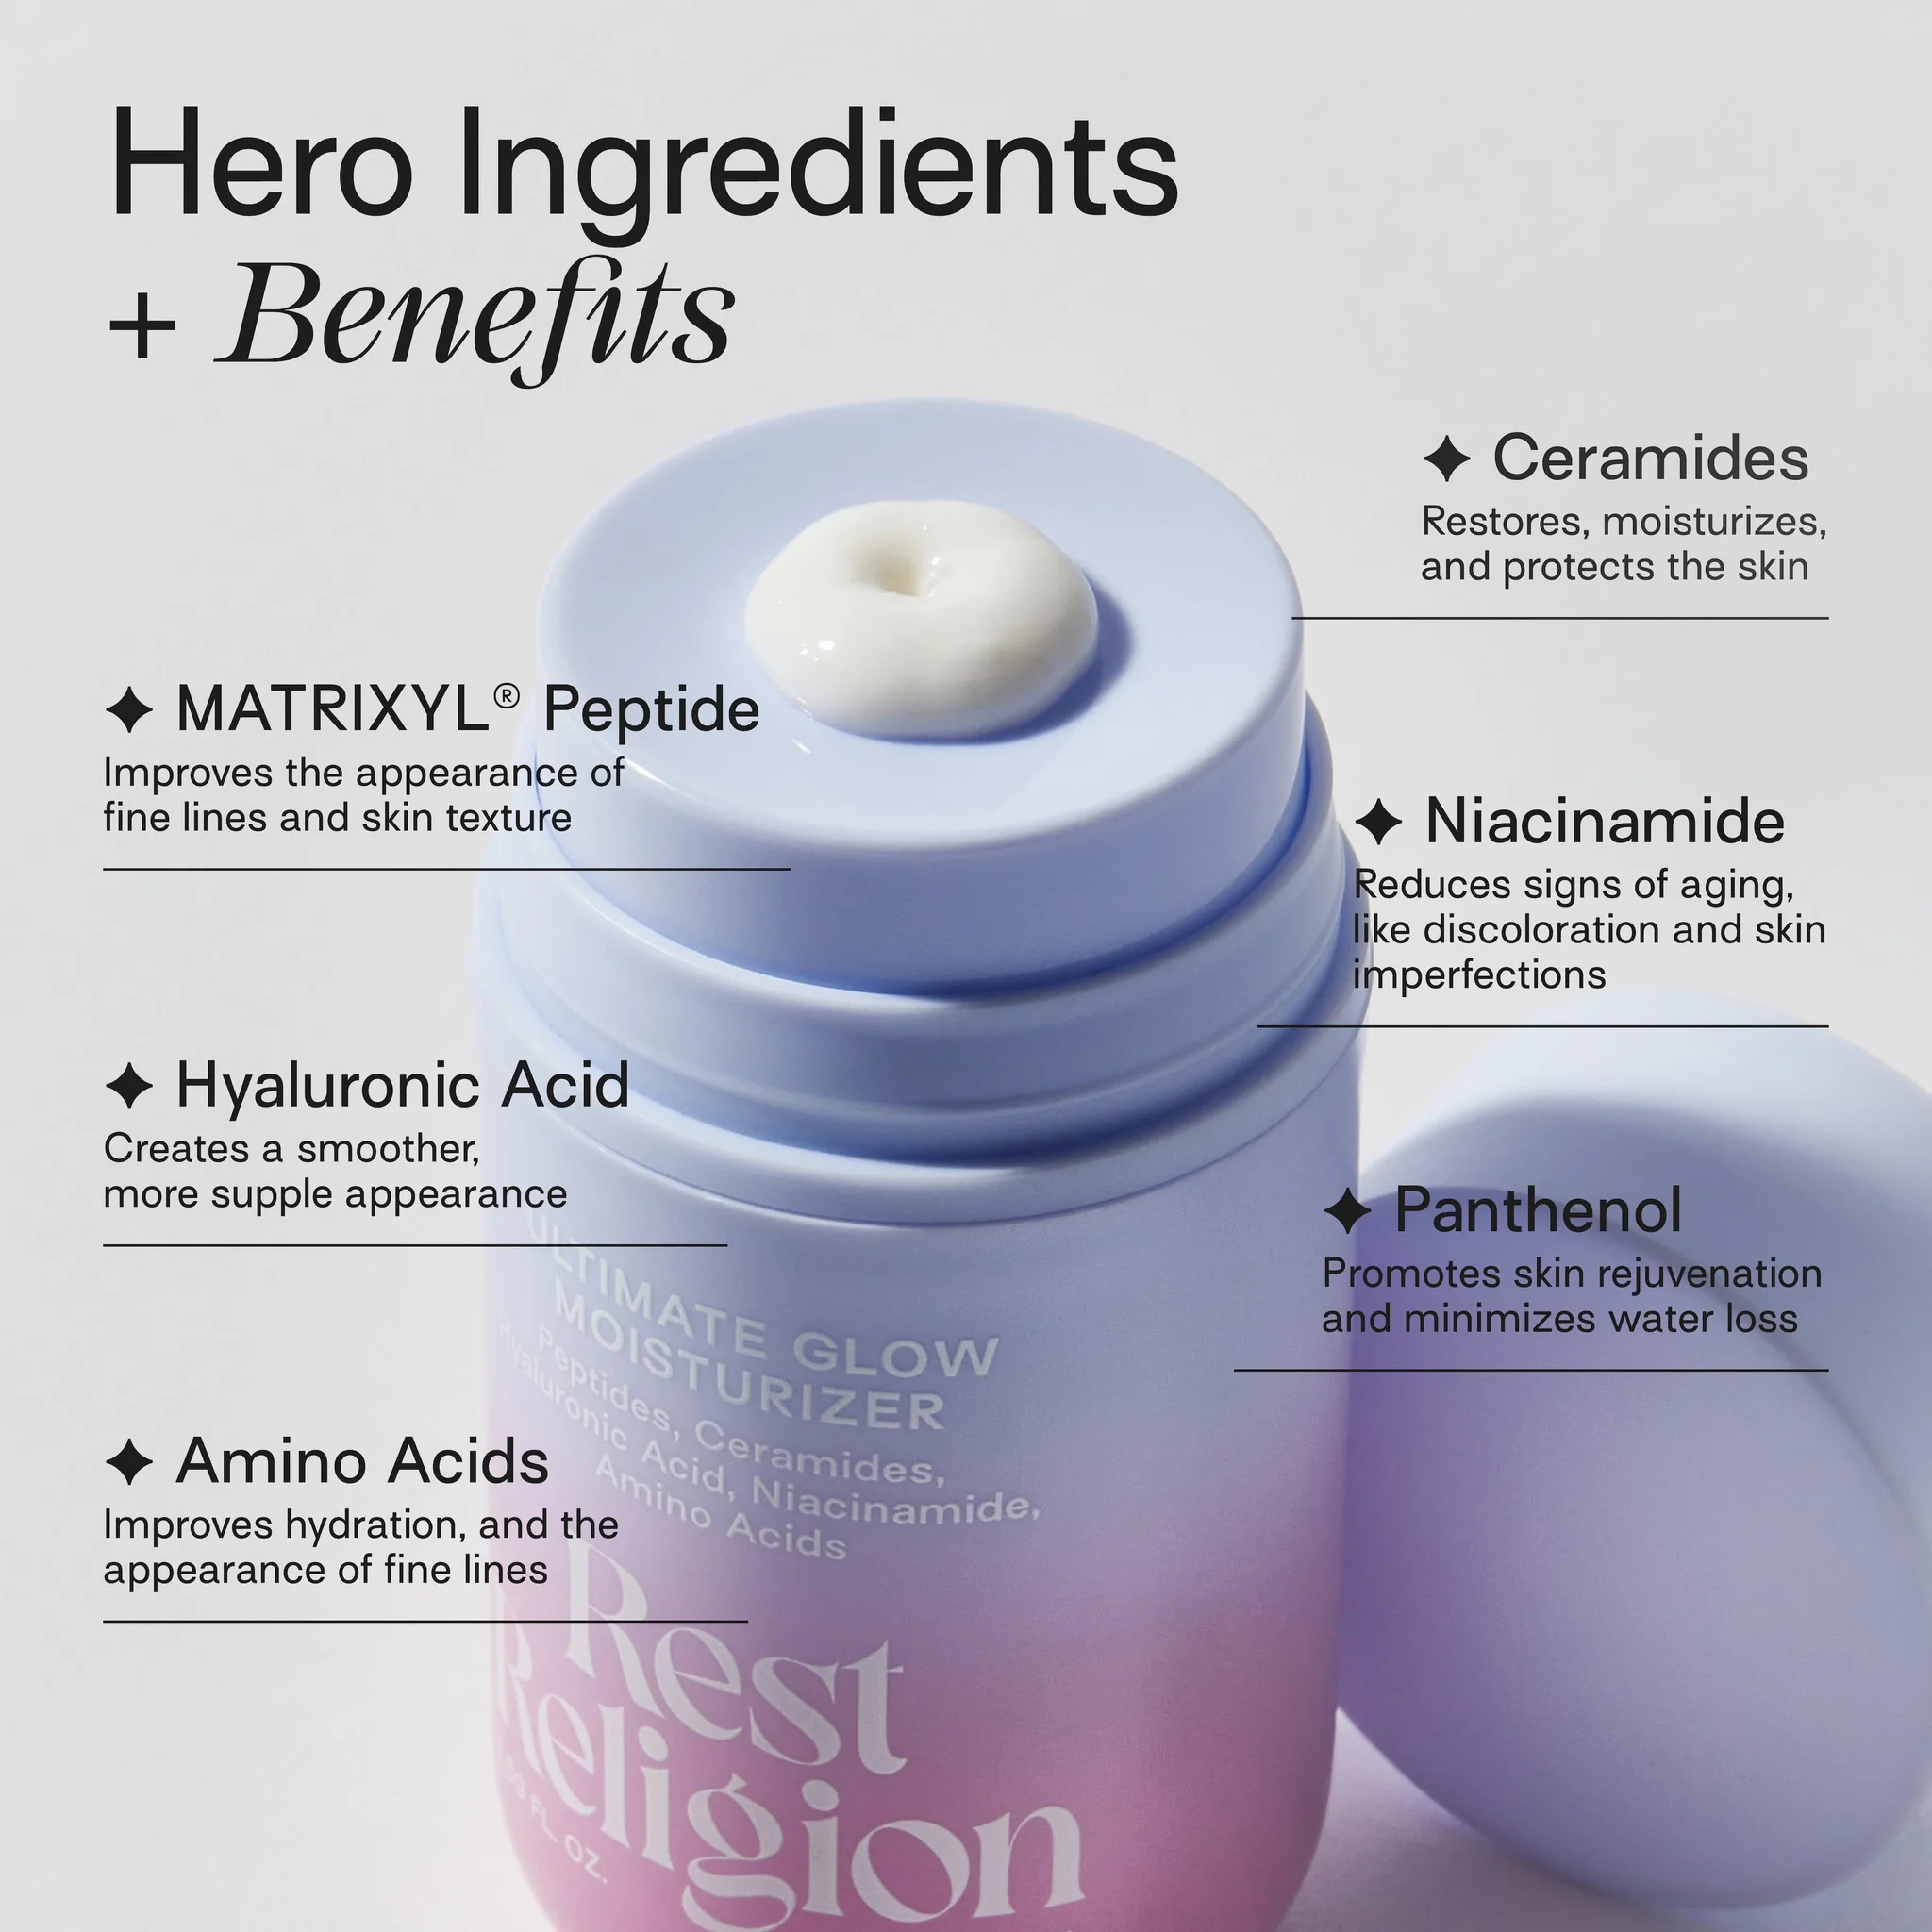 Hero Ingredients
+ Benefits
✦ Ceramides
Restores, moisturizes,
and protects the skin
✦ MATRIXYL® Peptide
Improves the appearance of
fine lines and skin texture
✦ Niacinamide
Reduces signs of aging,
like discoloration and skin
imperfections
✦ Hyaluronic Acid
Creates a smoother,
more supple appearance
✦ Panthenol
Promotes skin rejuvenation
and minimizes water loss
✦ Amino Acids
Improves hydration, and the
appearance of fine lines
ULTIMATE GLOW
MOISTURIZER
Peptides, Ceramides,
Hyaluronic Acid, Niacinamide,
Amino Acids
Rest
Religion
FL. OZ.